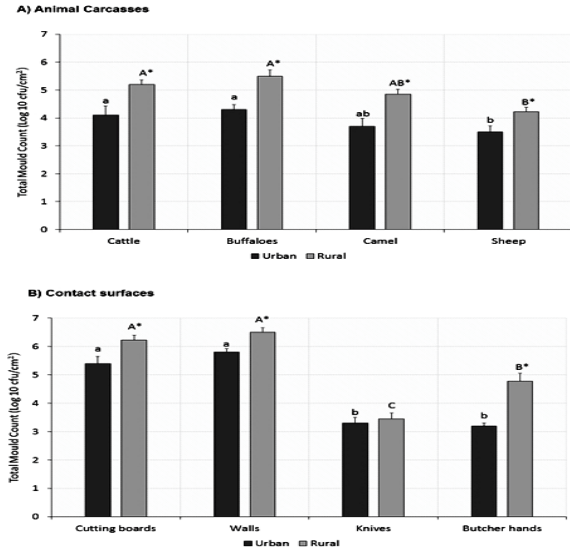 A) Animal Carcasses
Total Mould Count (Log 10 cfu/cm²)
7
6
5
4
3
2
1
0
a A* a A* ab AB* b B*
Cattle Buffaloes Camel Sheep
Urban Rural
B) Contact surfaces
Total Mould Count (Log 10 cfu/cm²)
7
6
5
4
3
2
1
0
a A* a A* b C b B*
Cutting boards Walls Knives Butcher hands
Urban Rural